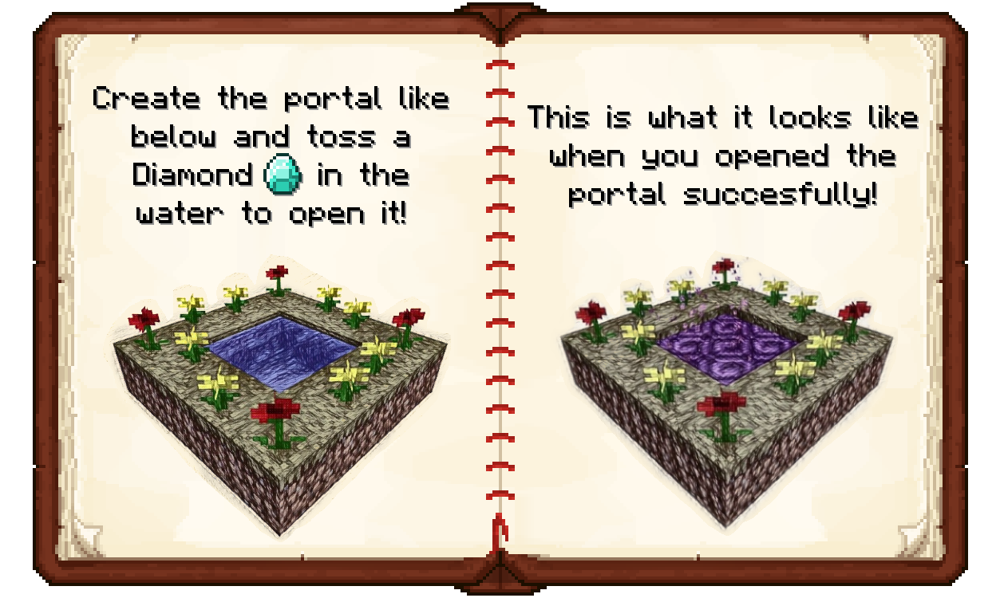 Create the portal like
below and toss a
Diamond in the
water to open it!
This is what it looks like
when you opened the
portal succesfully!